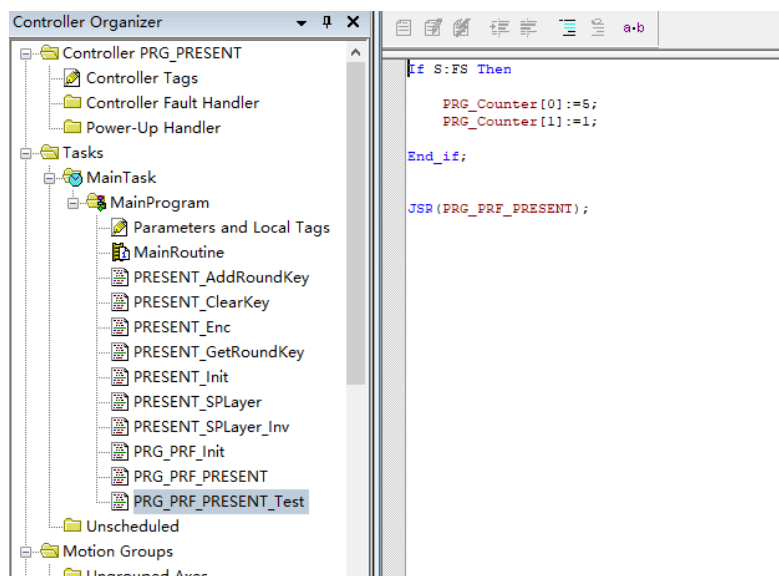 Controller Organizer
Controller PRG_PRESENT
Controller Tags
Controller Fault Handler
Power-Up Handler
Tasks
MainTask
MainProgram
Parameters and Local Tags
MainRoutine
PRESENT_AddRoundKey
PRESENT_ClearKey
PRESENT_Enc
PRESENT_GetRoundKey
PRESENT_Init
PRESENT_SPLayer
PRESENT_SPLayer_Inv
PRG_PRF_Init
PRG_PRF_PRESENT
PRG_PRF_PRESENT_Test
Unscheduled
Motion Groups
Ungrouped Axes
a•b
If S:FS Then
PRG_Counter[0]:=5;
PRG_Counter[1]:=1;
End_if;
JSR(PRG_PRF_PRESENT);